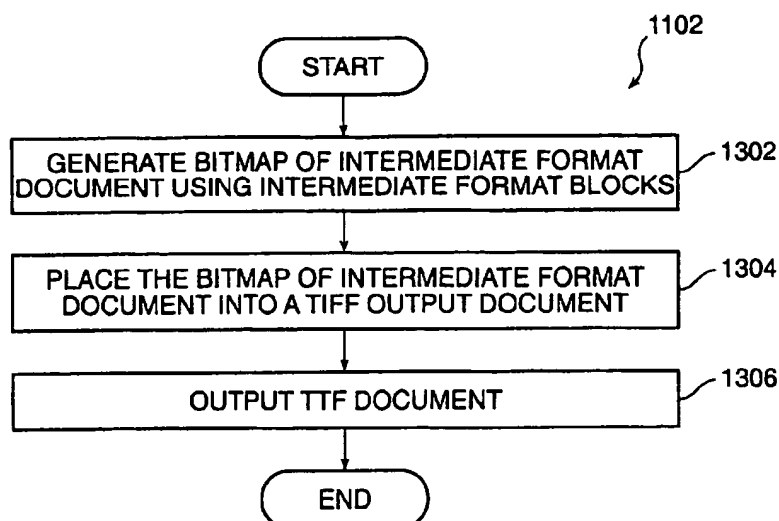 1102
START
GENERATE BITMAP OF INTERMEDIATE FORMAT
DOCUMENT USING INTERMEDIATE FORMAT BLOCKS
1302
PLACE THE BITMAP OF INTERMEDIATE FORMAT
DOCUMENT INTO A TIFF OUTPUT DOCUMENT
1304
OUTPUT TTF DOCUMENT
1306
END